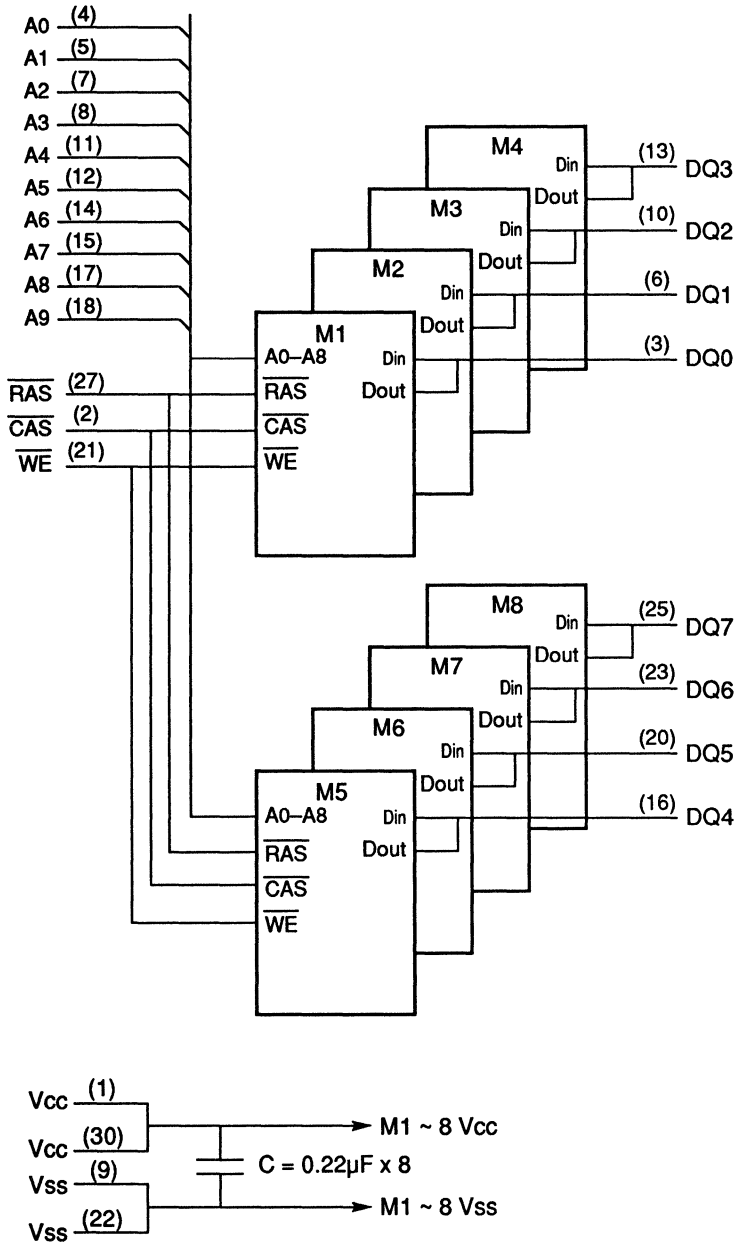 A0 (4)
A1 (5)
A2 (7)
A3 (8)
A4 (11)
A5 (12)
A6 (14)
A7 (15)
A8 (17)
A9 (18)
RAS (27)
CAS (2)
WE (21)
M4
Din (13) DQ3
Dout
M3
Din (10) DQ2
Dout
M2
Din (6) DQ1
Dout
M1
A0–A8 Din (3) DQ0
RAS Dout
CAS
WE
M8
Din (25) DQ7
Dout
M7
Din (23) DQ6
Dout
M6
Din (20) DQ5
Dout
M5
A0–A8 Din (16) DQ4
RAS Dout
CAS
WE
Vcc (1)
Vcc (30)
Vss (9)
Vss (22)
M1 ~ 8 Vcc
C = 0.22µF x 8
M1 ~ 8 Vss